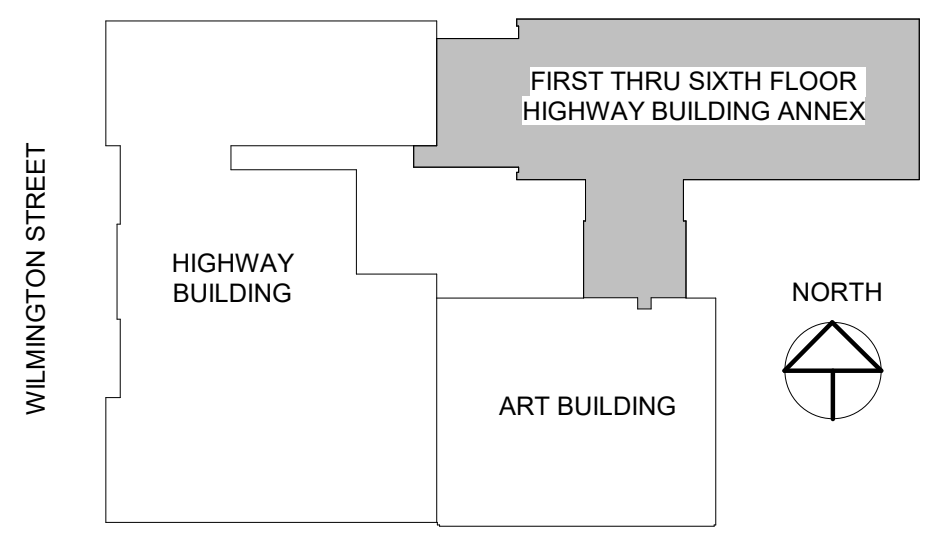 FIRST THRU SIXTH FLOOR
HIGHWAY BUILDING ANNEX
WILMINGTON STREET
HIGHWAY
BUILDING
NORTH
ART BUILDING